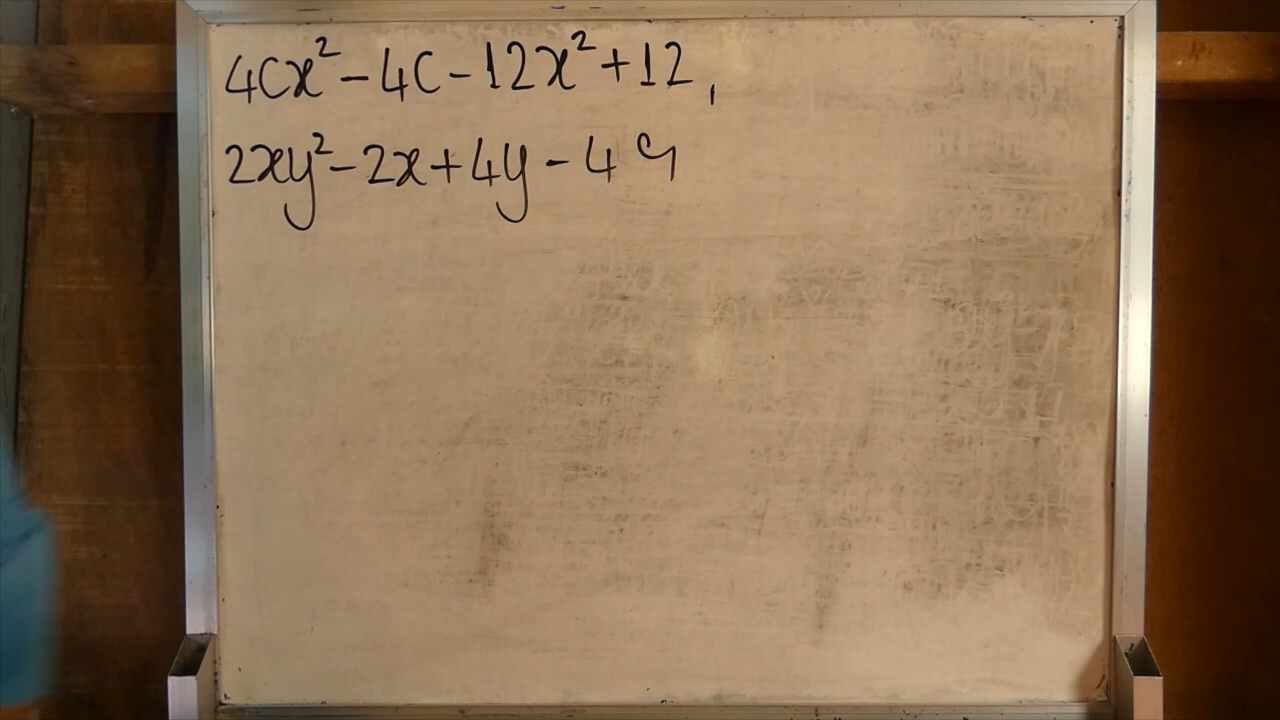 4Cx² - 4C - 12x² + 12,
2xy² - 2x + 4y - 4